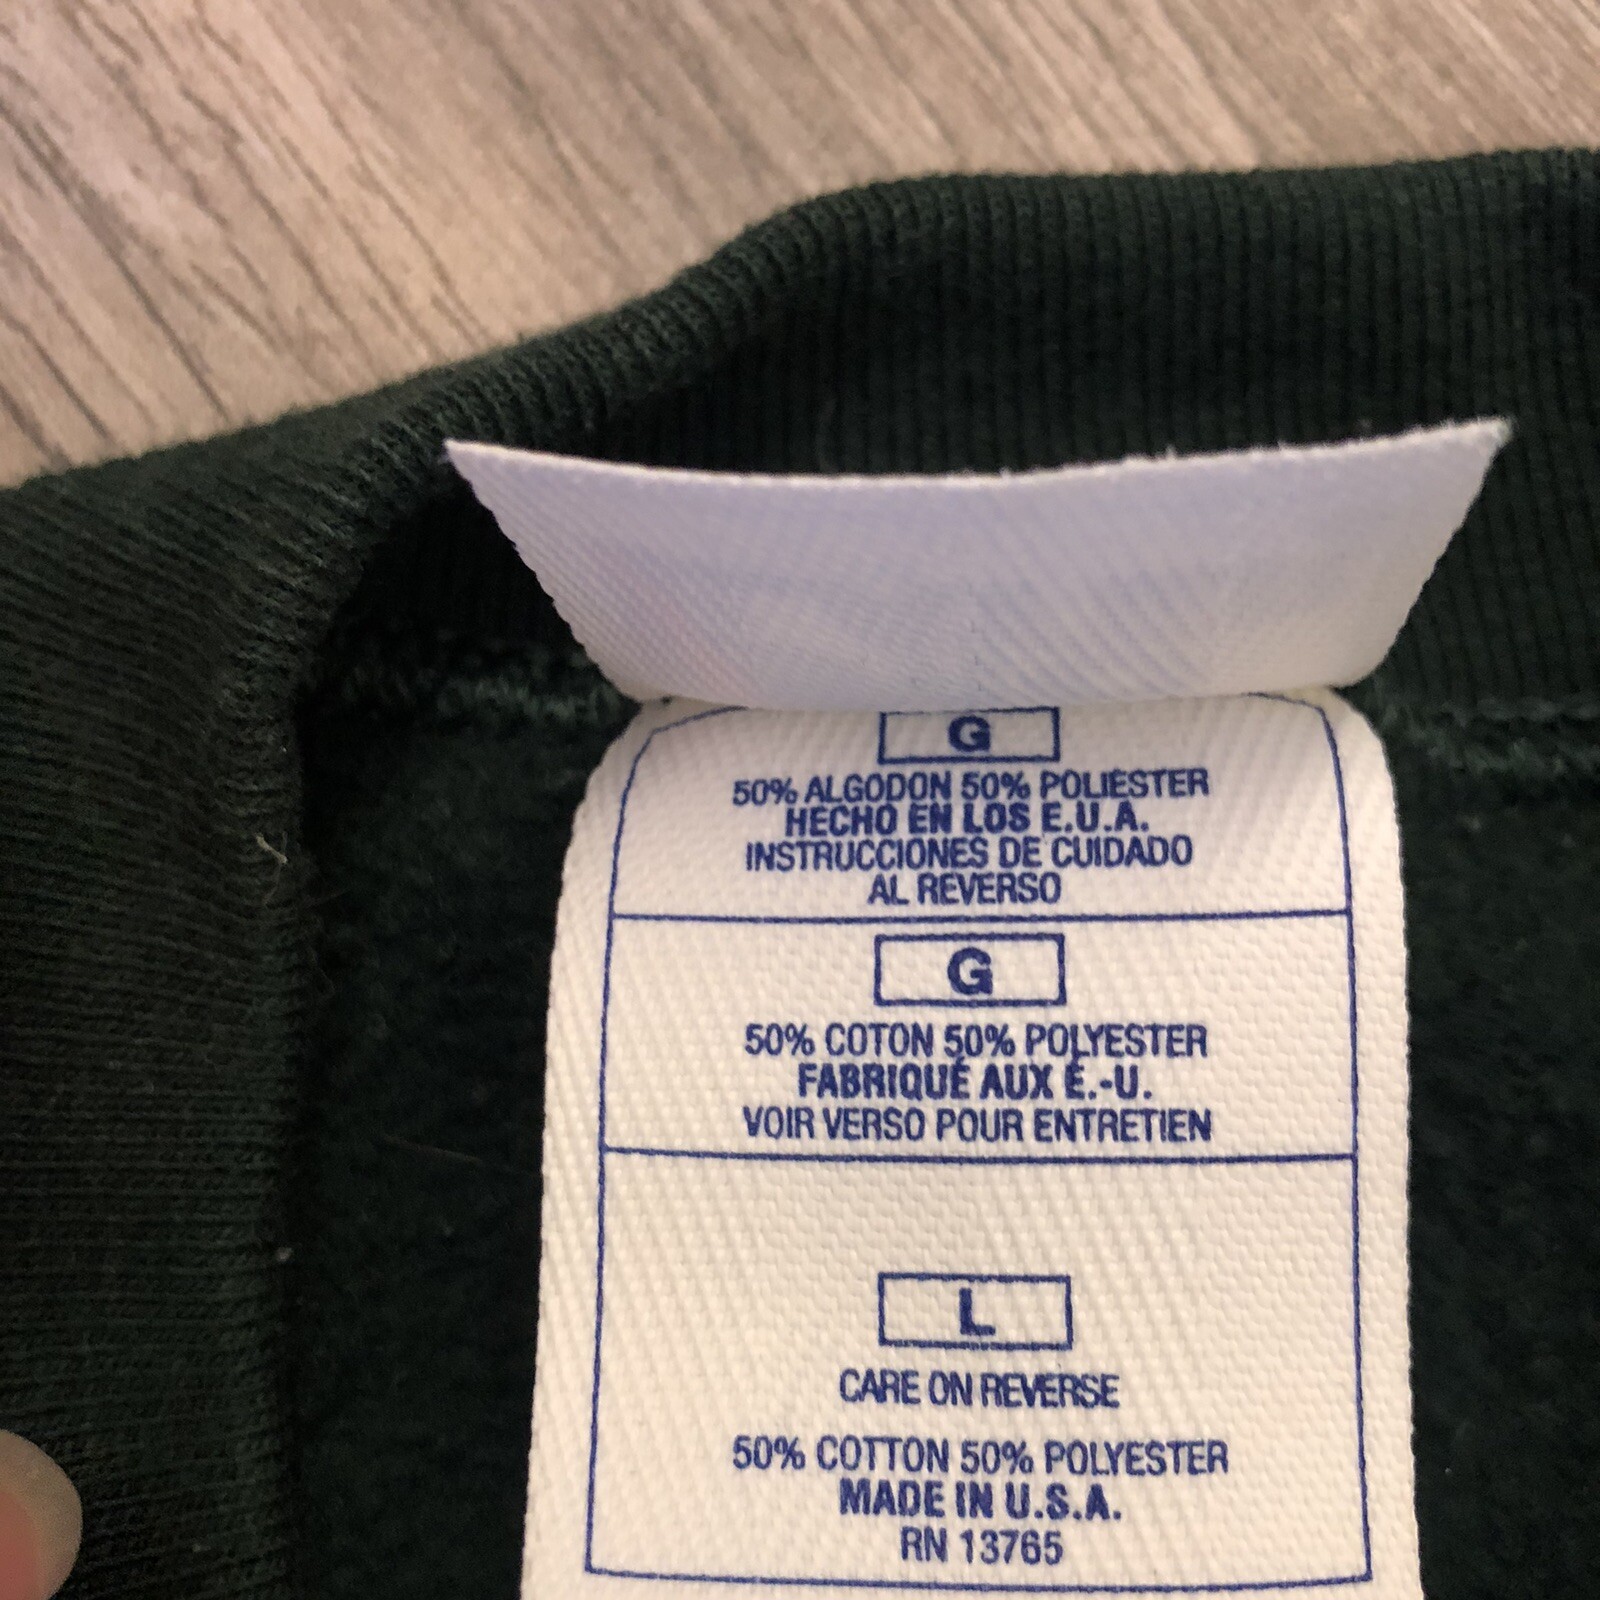 G
50% ALGODON 50% POLIESTER
HECHO EN LOS E.U.A.
INSTRUCCIONES DE CUIDADO
AL REVERSO
G
50% COTON 50% POLYESTER
FABRIQUÉ AUX É.-U.
VOIR VERSO POUR ENTRETIEN
L
CARE ON REVERSE
50% COTTON 50% POLYESTER
MADE IN U.S.A.
RN 13765